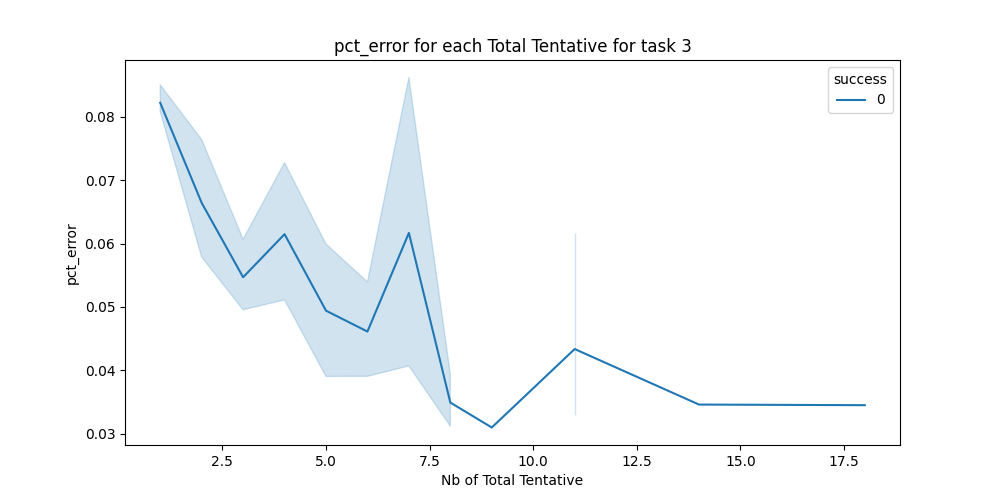 pct_error for each Total Tentative for task 3
success
0
0.08
0.07
0.06
0.05
0.04
0.03
pct_error
2.5 5.0 7.5 10.0 12.5 15.0 17.5
Nb of Total Tentative